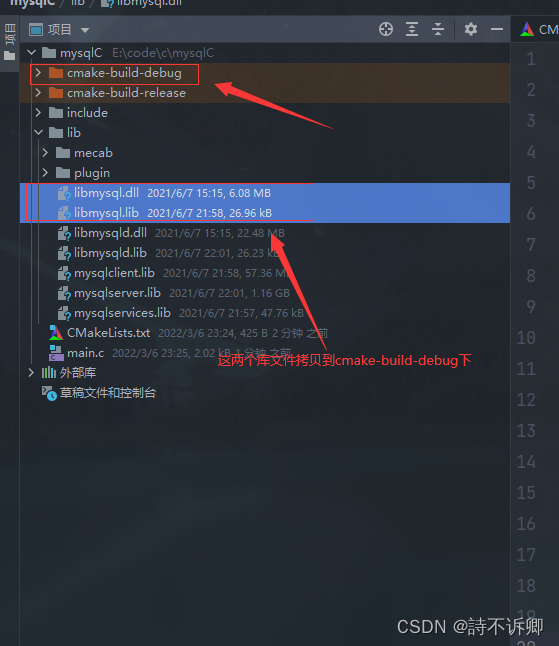 mysqlC / lib / libmysql.dll
项目
项目
CM
mysqlC E:\code\c\mysqlC
cmake-build-debug
cmake-build-release
include
lib
mecab
plugin
libmysql.dll 2021/6/7 15:15, 6.08 MB
libmysql.lib 2021/6/7 21:58, 26.96 kB
libmysqld.dll 2021/6/7 15:15, 22.48 MB
libmysqld.lib 2021/6/7 22:01, 26.23 kB
mysqlclient.lib 2021/6/7 21:58, 57.36 MB
mysqlserver.lib 2021/6/7 22:01, 1.16 GB
mysqlservices.lib 2021/6/7 21:57, 47.76 kB
CMakeLists.txt 2022/3/6 23:24, 425 B 2 分钟 之前
main.c 2022/3/6 23:25, 2.02 kB 1 分钟 之前
这两个库文件拷贝到cmake-build-debug下
外部库
草稿文件和控制台
1
2
3
4
5
6
7
8
9
10
11
12
13
14
15
16
17
18
19
20
CSDN @詩不诉卿